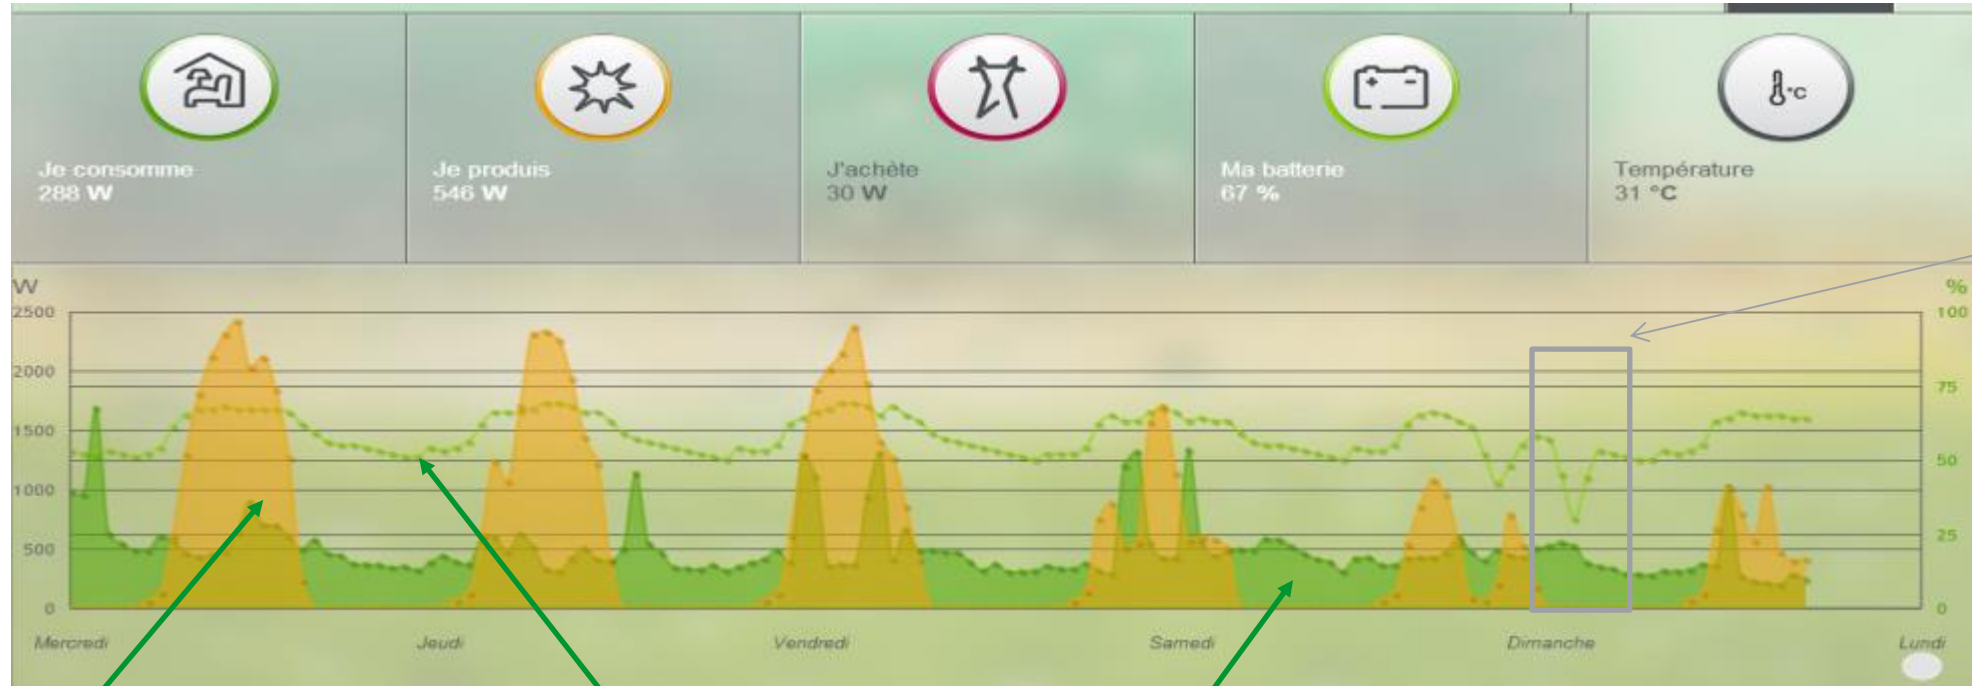 Je consomme
288 W
Je produis
546 W
J'achète
30 W
Ma batterie
67 %
°C
Température
31 °C
W
%
2500
100
2000
75
1500
50
1000
25
500
0
0
Mercredi
Jeudi
Vendredi
Samedi
Dimanche
Lundi